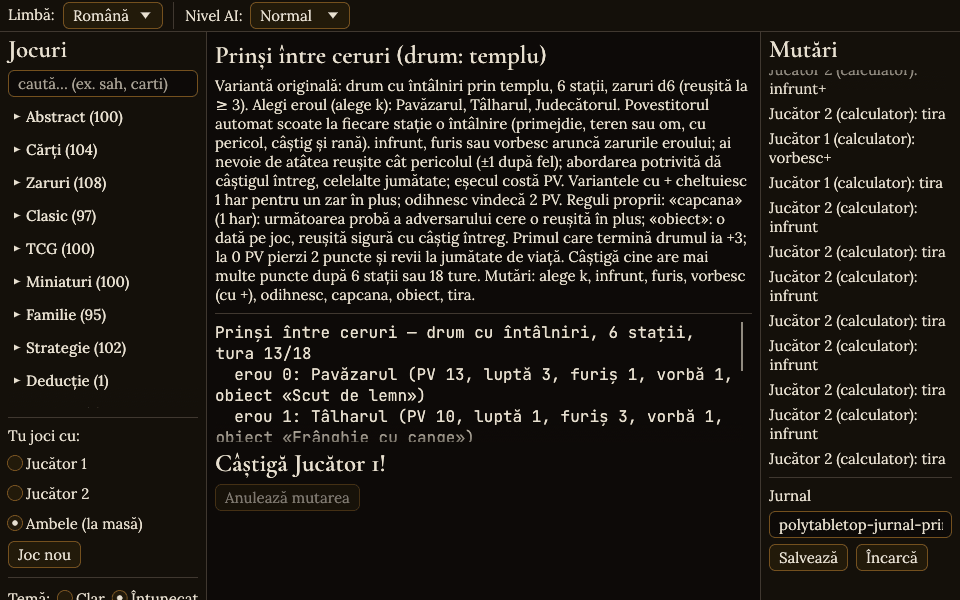 Limbă: Română ▼ Nivel AI: Normal ▼
Jocuri
caută... (ex. sah, carti)
▸ Abstract (100)
▸ Cărți (104)
▸ Zaruri (108)
▸ Clasic (97)
▸ TCG (100)
▸ Miniaturi (100)
▸ Familie (95)
▸ Strategie (102)
▸ Deducție (1)
Tu joci cu:
Jucător 1
Jucător 2
Ambele (la masă)
Joc nou
Temă: Clar Întunecat
Prinși între ceruri (drum: templu)
Variantă originală: drum cu întâlniri prin templu, 6 stații, zaruri d6 (reușită la
≥ 3). Alegi eroul (alege k): Pavăzarul, Tâlharul, Judecătorul. Povestitorul
automat scoate la fiecare stație o întâlnire (primejdie, teren sau om, cu
pericol, câștig și rană). infrunt, furis sau vorbesc aruncă zarurile eroului; ai
nevoie de atâtea reușite cât pericolul (±1 după fel); abordarea potrivită dă
câștigul întreg, celelalte jumătate; eșecul costă PV. Variantele cu + cheltuiesc
1 har pentru un zar în plus; odihnesc vindecă 2 PV. Reguli proprii: «capcana»
(1 har): următoarea probă a adversarului cere o reușită în plus; «obiect»: o
dată pe joc, reușită sigură cu câștig întreg. Primul care termină drumul ia +3;
la 0 PV pierzi 2 puncte și revii la jumătate de viață. Câștigă cine are mai
multe puncte după 6 stații sau 18 ture. Mutări: alege k, infrunt, furis, vorbesc
(cu +), odihnesc, capcana, obiect, tira.
Prinși între ceruri — drum cu întâlniri, 6 stații,
tura 13/18
erou 0: Pavăzarul (PV 13, luptă 3, furiș 1, vorbă 1,
obiect «Scut de lemn»)
erou 1: Tâlharul (PV 10, luptă 1, furiș 3, vorbă 1,
obiect «Frânghie cu cange»)
Câștigă Jucător 1!
Anulează mutarea
Mutări
Jucător 2 (calculator):
infrunt+
Jucător 2 (calculator): tira
Jucător 1 (calculator):
vorbesc+
Jucător 1 (calculator): tira
Jucător 2 (calculator):
infrunt
Jucător 2 (calculator): tira
Jucător 2 (calculator):
infrunt
Jucător 2 (calculator): tira
Jucător 2 (calculator):
infrunt
Jucător 2 (calculator): tira
Jucător 2 (calculator):
infrunt
Jucător 2 (calculator): tira
Jurnal
polytabletop-jurnal-prin
Salvează Încarcă